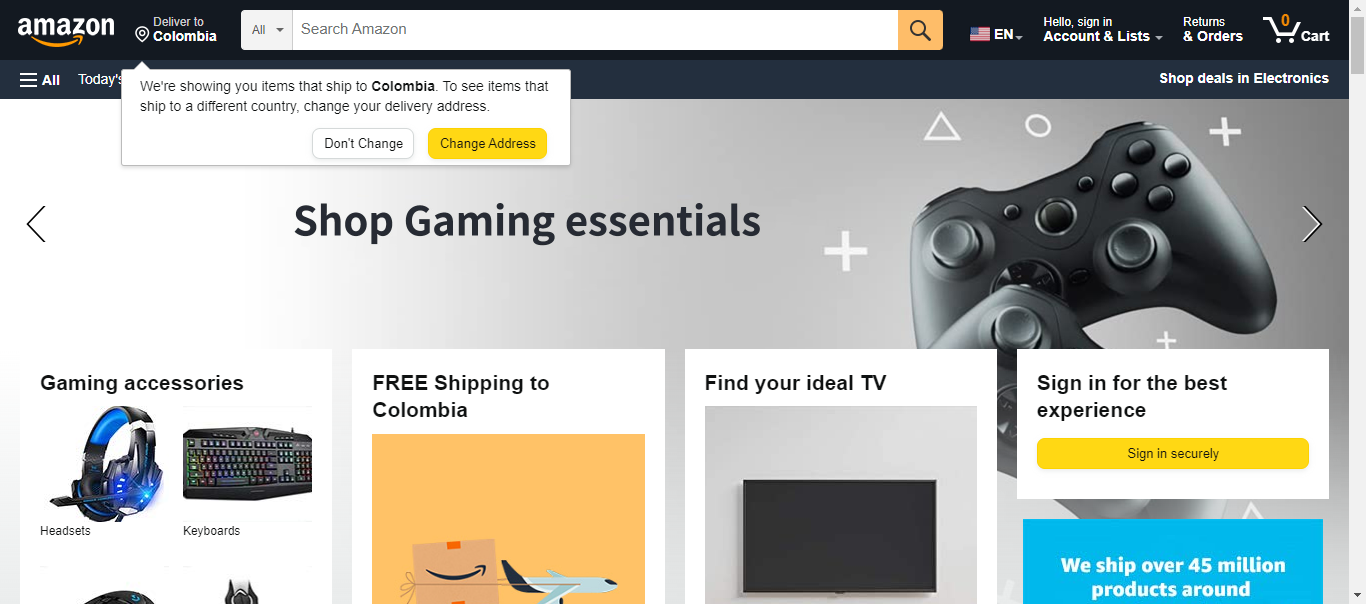 amazon
Deliver to
Colombia
All
Search Amazon
EN
Hello, sign in
Account & Lists
Returns
& Orders
0
Cart
All
Today's
Shop deals in Electronics
We're showing you items that ship to Colombia. To see items that
ship to a different country, change your delivery address.
Don't Change
Change Address
Shop Gaming essentials
Gaming accessories
Headsets
Keyboards
FREE Shipping to
Colombia
Find your ideal TV
Sign in for the best
experience
Sign in securely
We ship over 45 million
products around